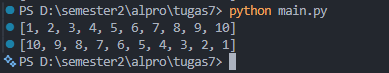 PS D:\semester2\alpro\tugas7> python main.py
[1, 2, 3, 4, 5, 6, 7, 8, 9, 10]
[10, 9, 8, 7, 6, 5, 4, 3, 2, 1]
PS D:\semester2\alpro\tugas7>